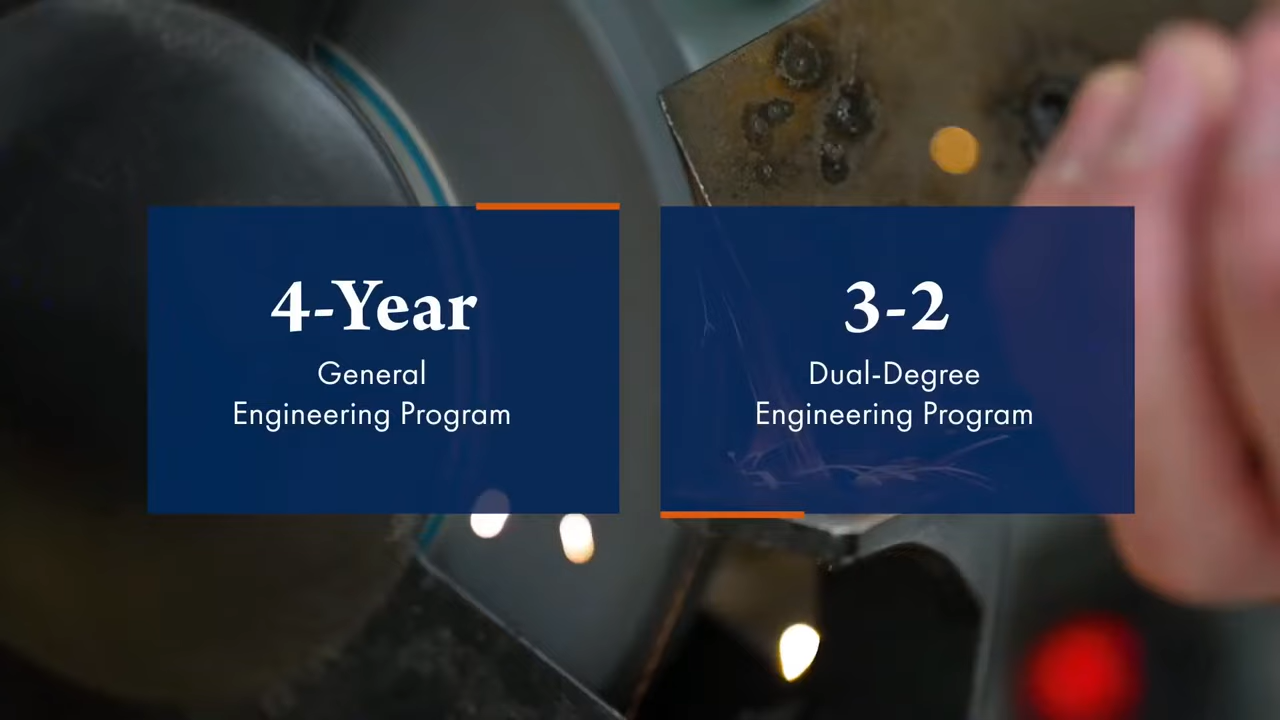 4-Year
General
Engineering Program
3-2
Dual-Degree
Engineering Program